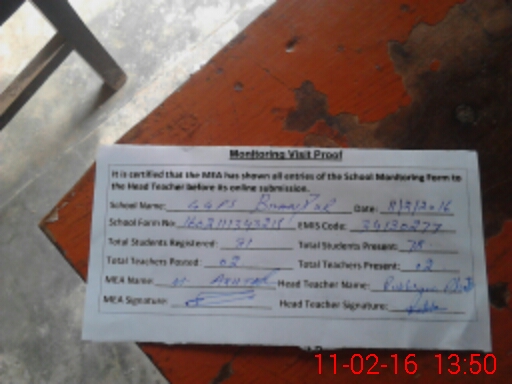 Monitoring Visit Proof
It is certified that the MEA has shown all entries of the School Monitoring Form to
the Head Teacher before its online submission.
School Name: GGPS Date:
School Form No: EMIS Code: 34130277
Total Students Registered: 91 Total Students Present: 78
Total Teachers Posted: 02 Total Teachers Present: 02
MEA Name: M. Head Teacher Name:
MEA Signature: Head Teacher Signature:
11-02-16 13:50